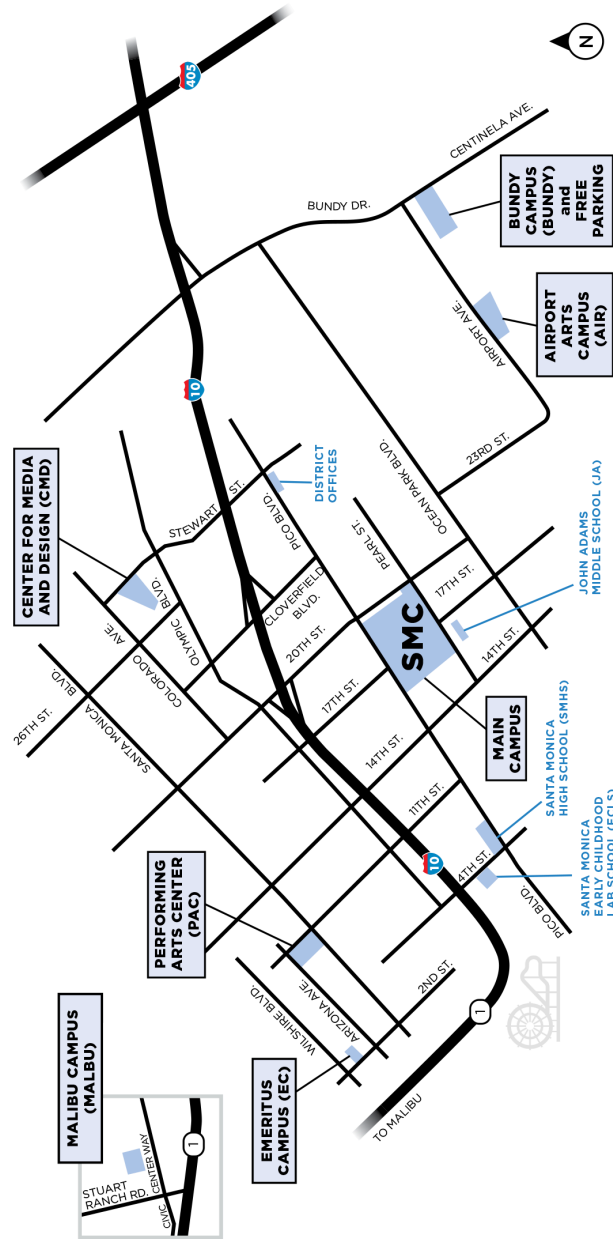 MALIBU CAMPUS
(MALBU)
STUART
RANCH RD.
CIVIC
CENTER WAY
1
EMERITUS
CAMPUS (EC)
PERFORMING
ARTS CENTER
(PAC)
CENTER FOR MEDIA
AND DESIGN (CMD)
WILSHIRE BLVD.
ARIZONA AVE.
SANTA MONICA
BLVD.
26TH ST.
COLORADO
AVE.
OLYMPIC
BLVD.
STEWART
ST.
CLOVERFIELD
BLVD.
20TH ST.
17TH ST.
14TH ST.
11TH ST.
4TH ST.
2ND ST.
TO MALIBU
1
10
10
405
PICO BLVD.
DISTRICT
OFFICES
PEARL ST.
OCEAN PARK BLVD.
SMC
MAIN
CAMPUS
17TH ST.
14TH ST.
PICO BLVD.
SANTA MONICA
HIGH SCHOOL (SMHS)
SANTA MONICA
EARLY CHILDHOOD
LAB SCHOOL (ECLS)
JOHN ADAMS
MIDDLE SCHOOL (JA)
23RD ST.
AIRPORT AVE.
BUNDY DR.
CENTINELA AVE.
AIRPORT
ARTS
CAMPUS
(AIR)
BUNDY
CAMPUS
(BUNDY)
and
FREE
PARKING
N